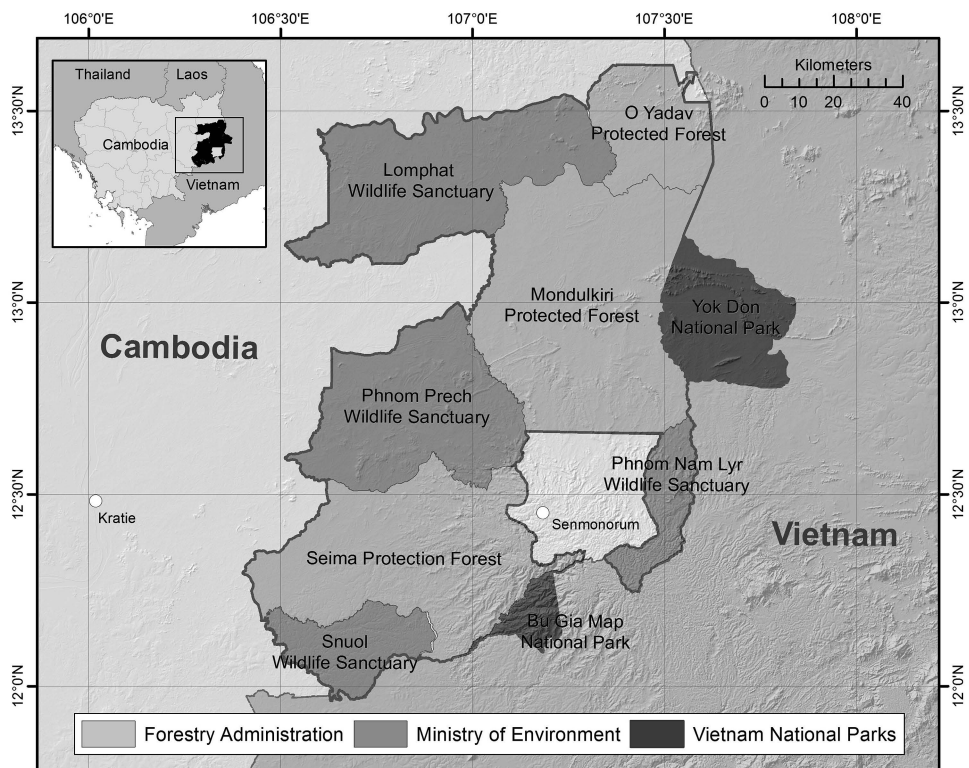 106°0'E
106°30'E
107°0'E
107°30'E
108°0'E
13°30'N
13°0'N
12°30'N
12°0'N
13°30'N
13°0'N
12°30'N
12°0'N
Thailand
Laos
Cambodia
Vietnam
Kilometers
0 10 20 40
O Yadav
Protected Forest
Lomphat
Wildlife Sanctuary
Mondulkiri
Protected Forest
Yok Don
National Park
Cambodia
Phnom Prech
Wildlife Sanctuary
Phnom Nam Lyr
Wildlife Sanctuary
Kratie
Senmonorum
Vietnam
Seima Protection Forest
Bu Gia Map
National Park
Snuol
Wildlife Sanctuary
Forestry Administration
Ministry of Environment
Vietnam National Parks